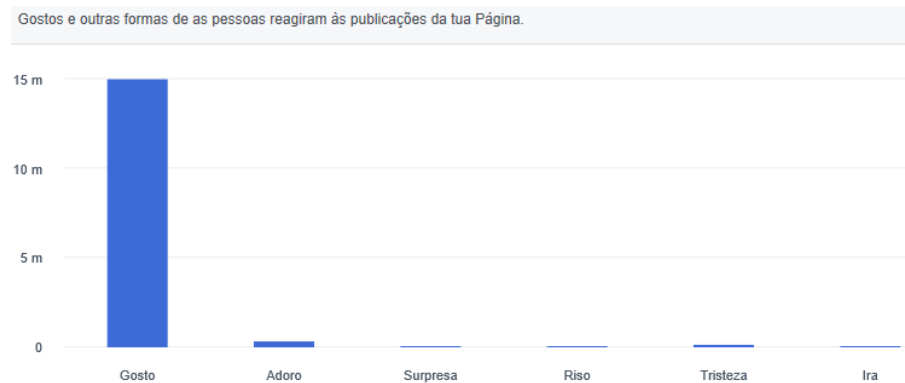 Gostos e outras formas de as pessoas reagiram às publicações da tua Página.
15 m
10 m
5 m
0
Gosto Adoro Surpresa Riso Tristeza Ira